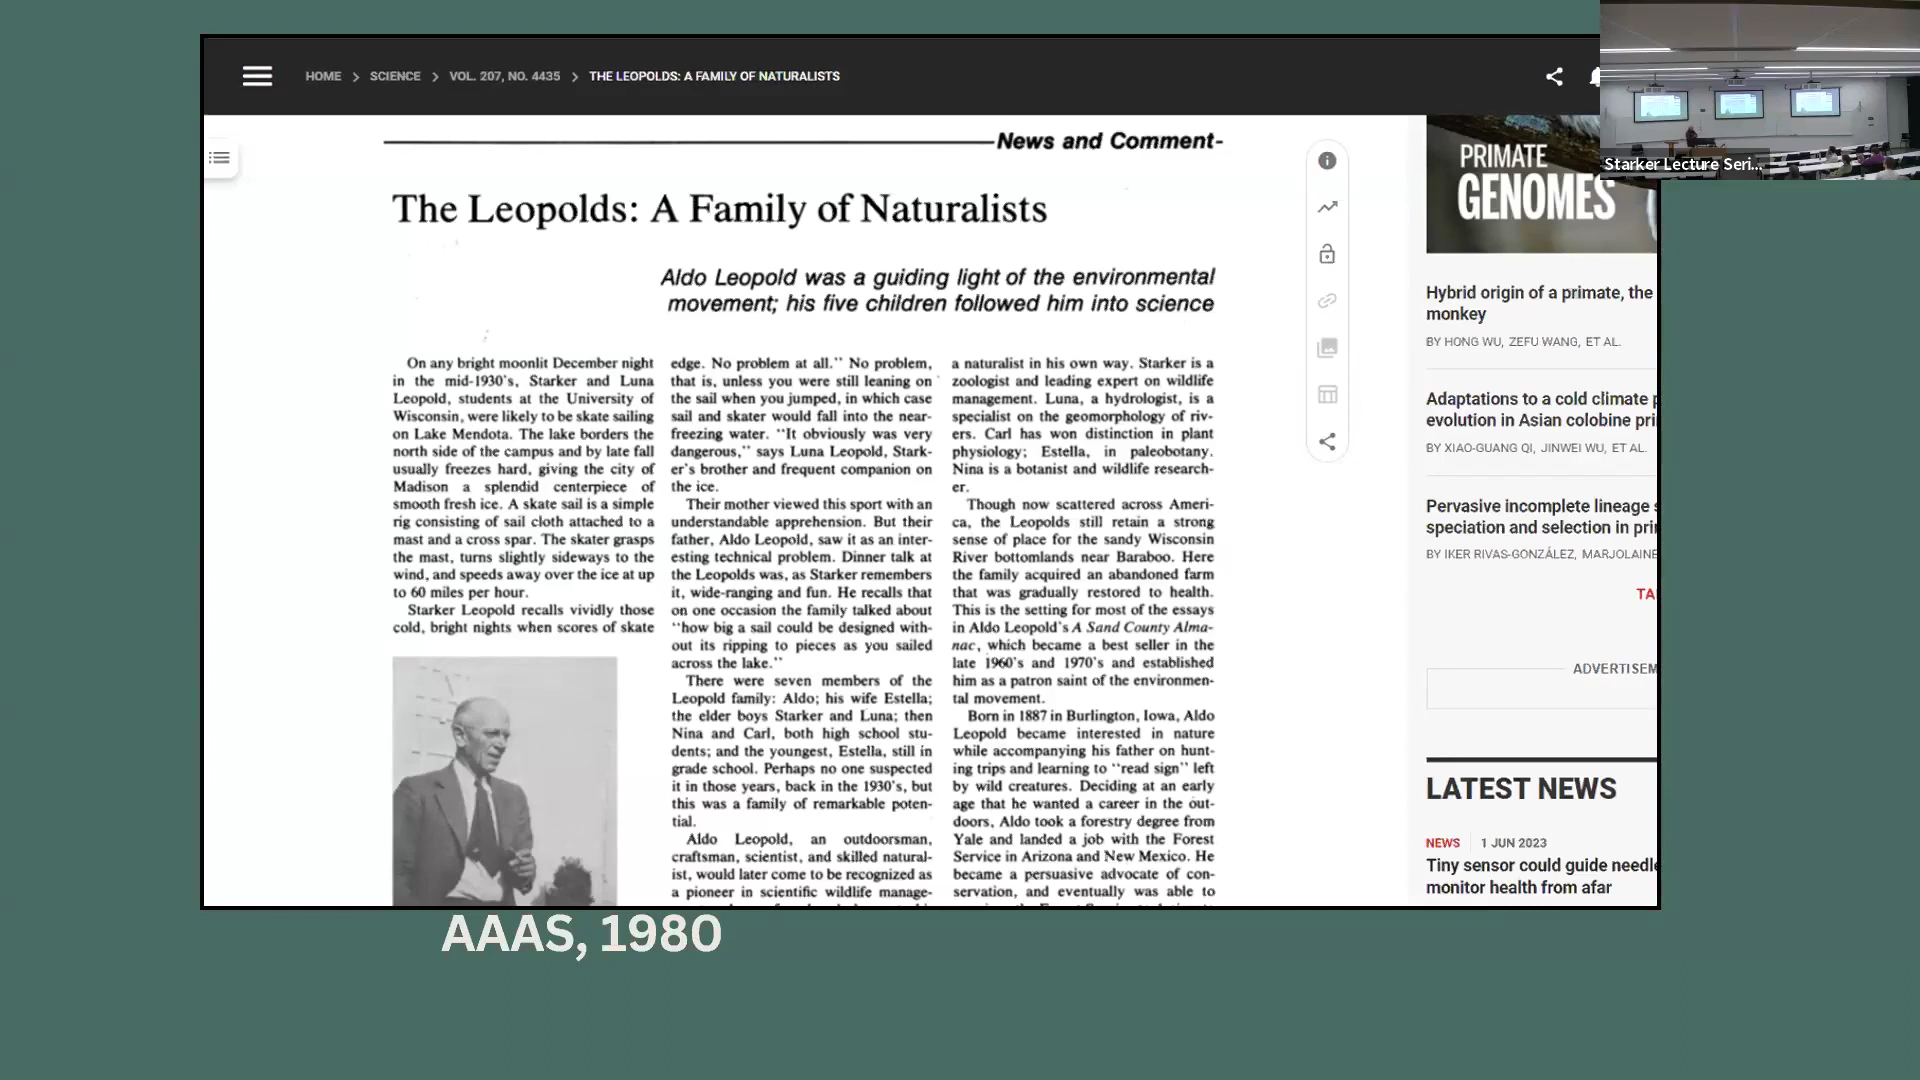 HOME > SCIENCE > VOL. 207, NO. 4435 > THE LEOPOLDS: A FAMILY OF NATURALISTS
Starker Lecture Seri...
News and Comment-
The Leopolds: A Family of Naturalists
Aldo Leopold was a guiding light of the environmental
movement; his five children followed him into science
On any bright moonlit December night
in the mid-1930's, Starker and Luna
Leopold, students at the University of
Wisconsin, were likely to be skate sailing
on Lake Mendota. The lake borders the
north side of the campus and by late fall
usually freezes hard, giving the city of
Madison a splendid centerpiece of
smooth fresh ice. A skate sail is a simple
rig consisting of sail cloth attached to a
mast and a cross spar. The skater grasps
the mast, turns slightly sideways to the
wind, and speeds away over the ice at up
to 60 miles per hour.
Starker Leopold recalls vividly those
cold, bright nights when scores of skate
edge. No problem at all." No problem,
that is, unless you were still leaning on
the sail when you jumped, in which case
sail and skater would fall into the near-
freezing water. "It obviously was very
dangerous," says Luna Leopold, Stark-
er's brother and frequent companion on
the ice.
Their mother viewed this sport with an
understandable apprehension. But their
father, Aldo Leopold, saw it as an inter-
esting technical problem. Dinner talk at
the Leopolds was, as Starker remembers
it, wide-ranging and fun. He recalls that
on one occasion the family talked about
"how big a sail could be designed with-
out its ripping to pieces as you sailed
across the lake."
There were seven members of the
Leopold family: Aldo; his wife Estella;
the elder boys Starker and Luna; then
Nina and Carl, both high school stu-
dents; and the youngest, Estella, still in
grade school. Perhaps no one suspected
it in those years, back in the 1930's, but
this was a family of remarkable poten-
tial.
Aldo Leopold, an outdoorsman,
craftsman, scientist, and skilled natural-
ist, would later come to be recognized as
a pioneer in scientific wildlife manage-
a naturalist in his own way. Starker is a
zoologist and leading expert on wildlife
management. Luna, a hydrologist, is a
specialist on the geomorphology of riv-
ers. Carl has won distinction in plant
physiology; Estella, in paleobotany.
Nina is a botanist and wildlife research-
er.
Though now scattered across Ameri-
ca, the Leopolds still retain a strong
sense of place for the sandy Wisconsin
River bottomlands near Baraboo. Here
the family acquired an abandoned farm
that was gradually restored to health.
This is the setting for most of the essays
in Aldo Leopold's A Sand County Alma-
nac, which became a best seller in the
late 1960's and 1970's and established
him as a patron saint of the environmen-
tal movement.
Born in 1887 in Burlington, Iowa, Aldo
Leopold became interested in nature
while accompanying his father on hunt-
ing trips and learning to "read sign" left
by wild creatures. Deciding at an early
age that he wanted a career in the out-
doors, Aldo took a forestry degree from
Yale and landed a job with the Forest
Service in Arizona and New Mexico. He
became a persuasive advocate of con-
servation, and eventually was able to
PRIMATE
GENOMES
Hybrid origin of a primate, the
monkey
BY HONG WU, ZEFU WANG, ET AL.
Adaptations to a cold climate
evolution in Asian colobine pri
BY XIAO-GUANG QI, JINWEI WU, ET AL.
Pervasive incomplete lineage s
speciation and selection in pri
BY IKER RIVAS-GONZÁLEZ, MARJOLAINE
TA
ADVERTISEM
LATEST NEWS
NEWS 1 JUN 2023
Tiny sensor could guide needle
monitor health from afar
AAAS, 1980